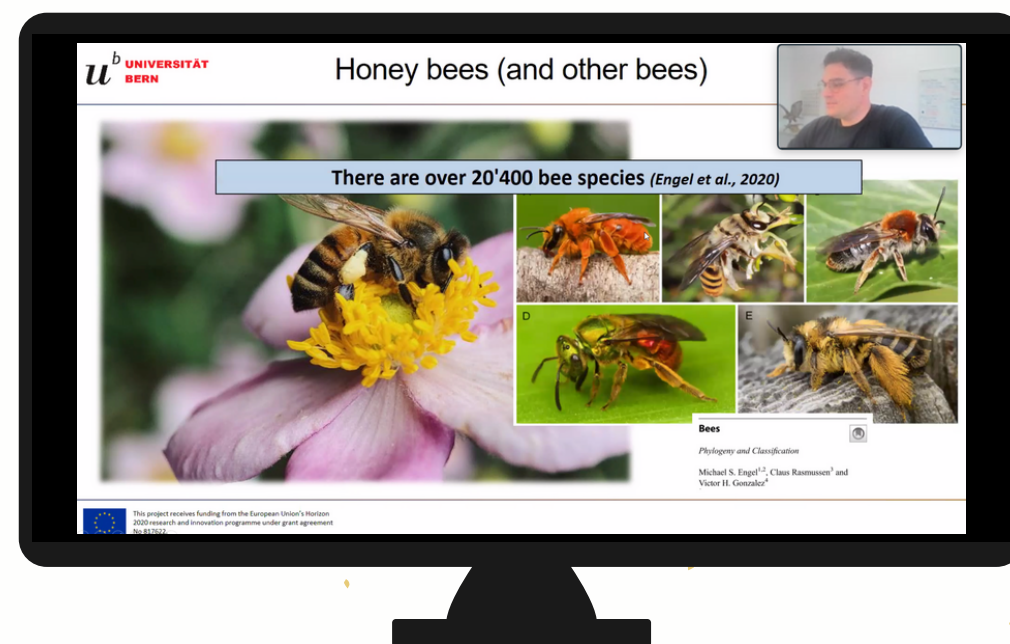 u^b UNIVERSITÄT
BERN
Honey bees (and other bees)
There are over 20'400 bee species (Engel et al., 2020)
D
E
Bees
Phylogeny and Classification
Michael S. Engel1,2, Claus Rasmussen3 and
Victor H. Gonzalez4
This project receives funding from the European Union's Horizon
2020 research and innovation programme under grant agreement
No 817622.